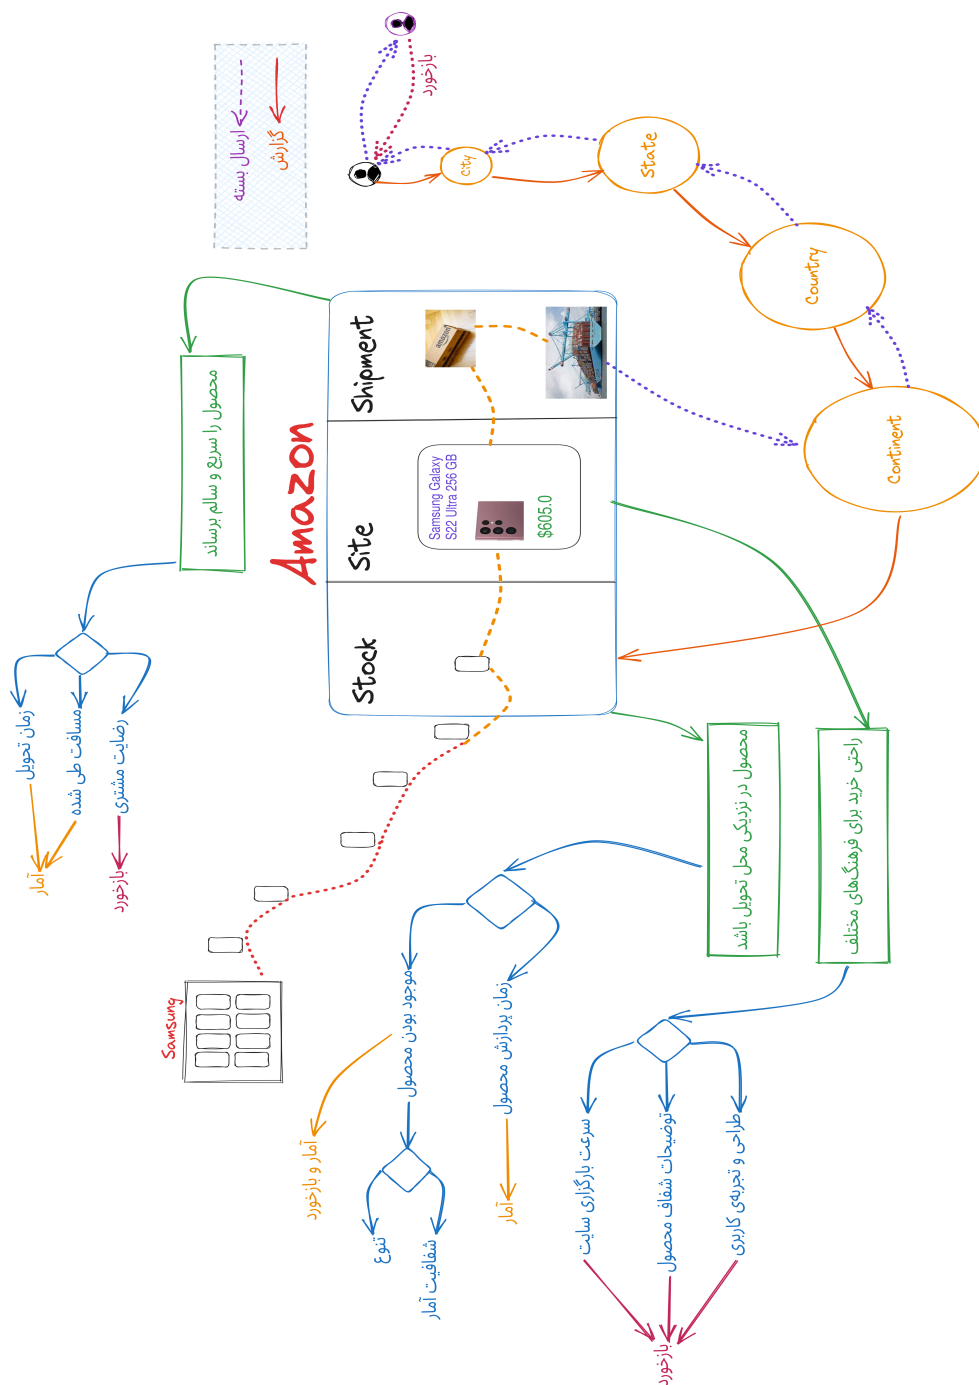 Samsung
Amazon
Stock
Site
Shipment
Samsung Galaxy
S22 Ultra 256 GB
$605.0
amazon
ارسال بسته
گزارش
بازخورد
City
State
Country
Continent
محصول را سریع و سالم برساند
زمان تحویل
مسافت طی شده
رضایت مشتری
آمار
بازخورد
محصول در نزدیکی محل تحویل باشد
موجود بودن محصول
زمان پردازش محصول
آمار و بازخورد
آمار
تنوع
شفافیت آمار
راحتی خرید برای فرهنگ‌های مختلف
سرعت بارگزاری سایت
توضیحات شفاف محصول
طراحی و تجربه‌ی کاربری
بازخورد